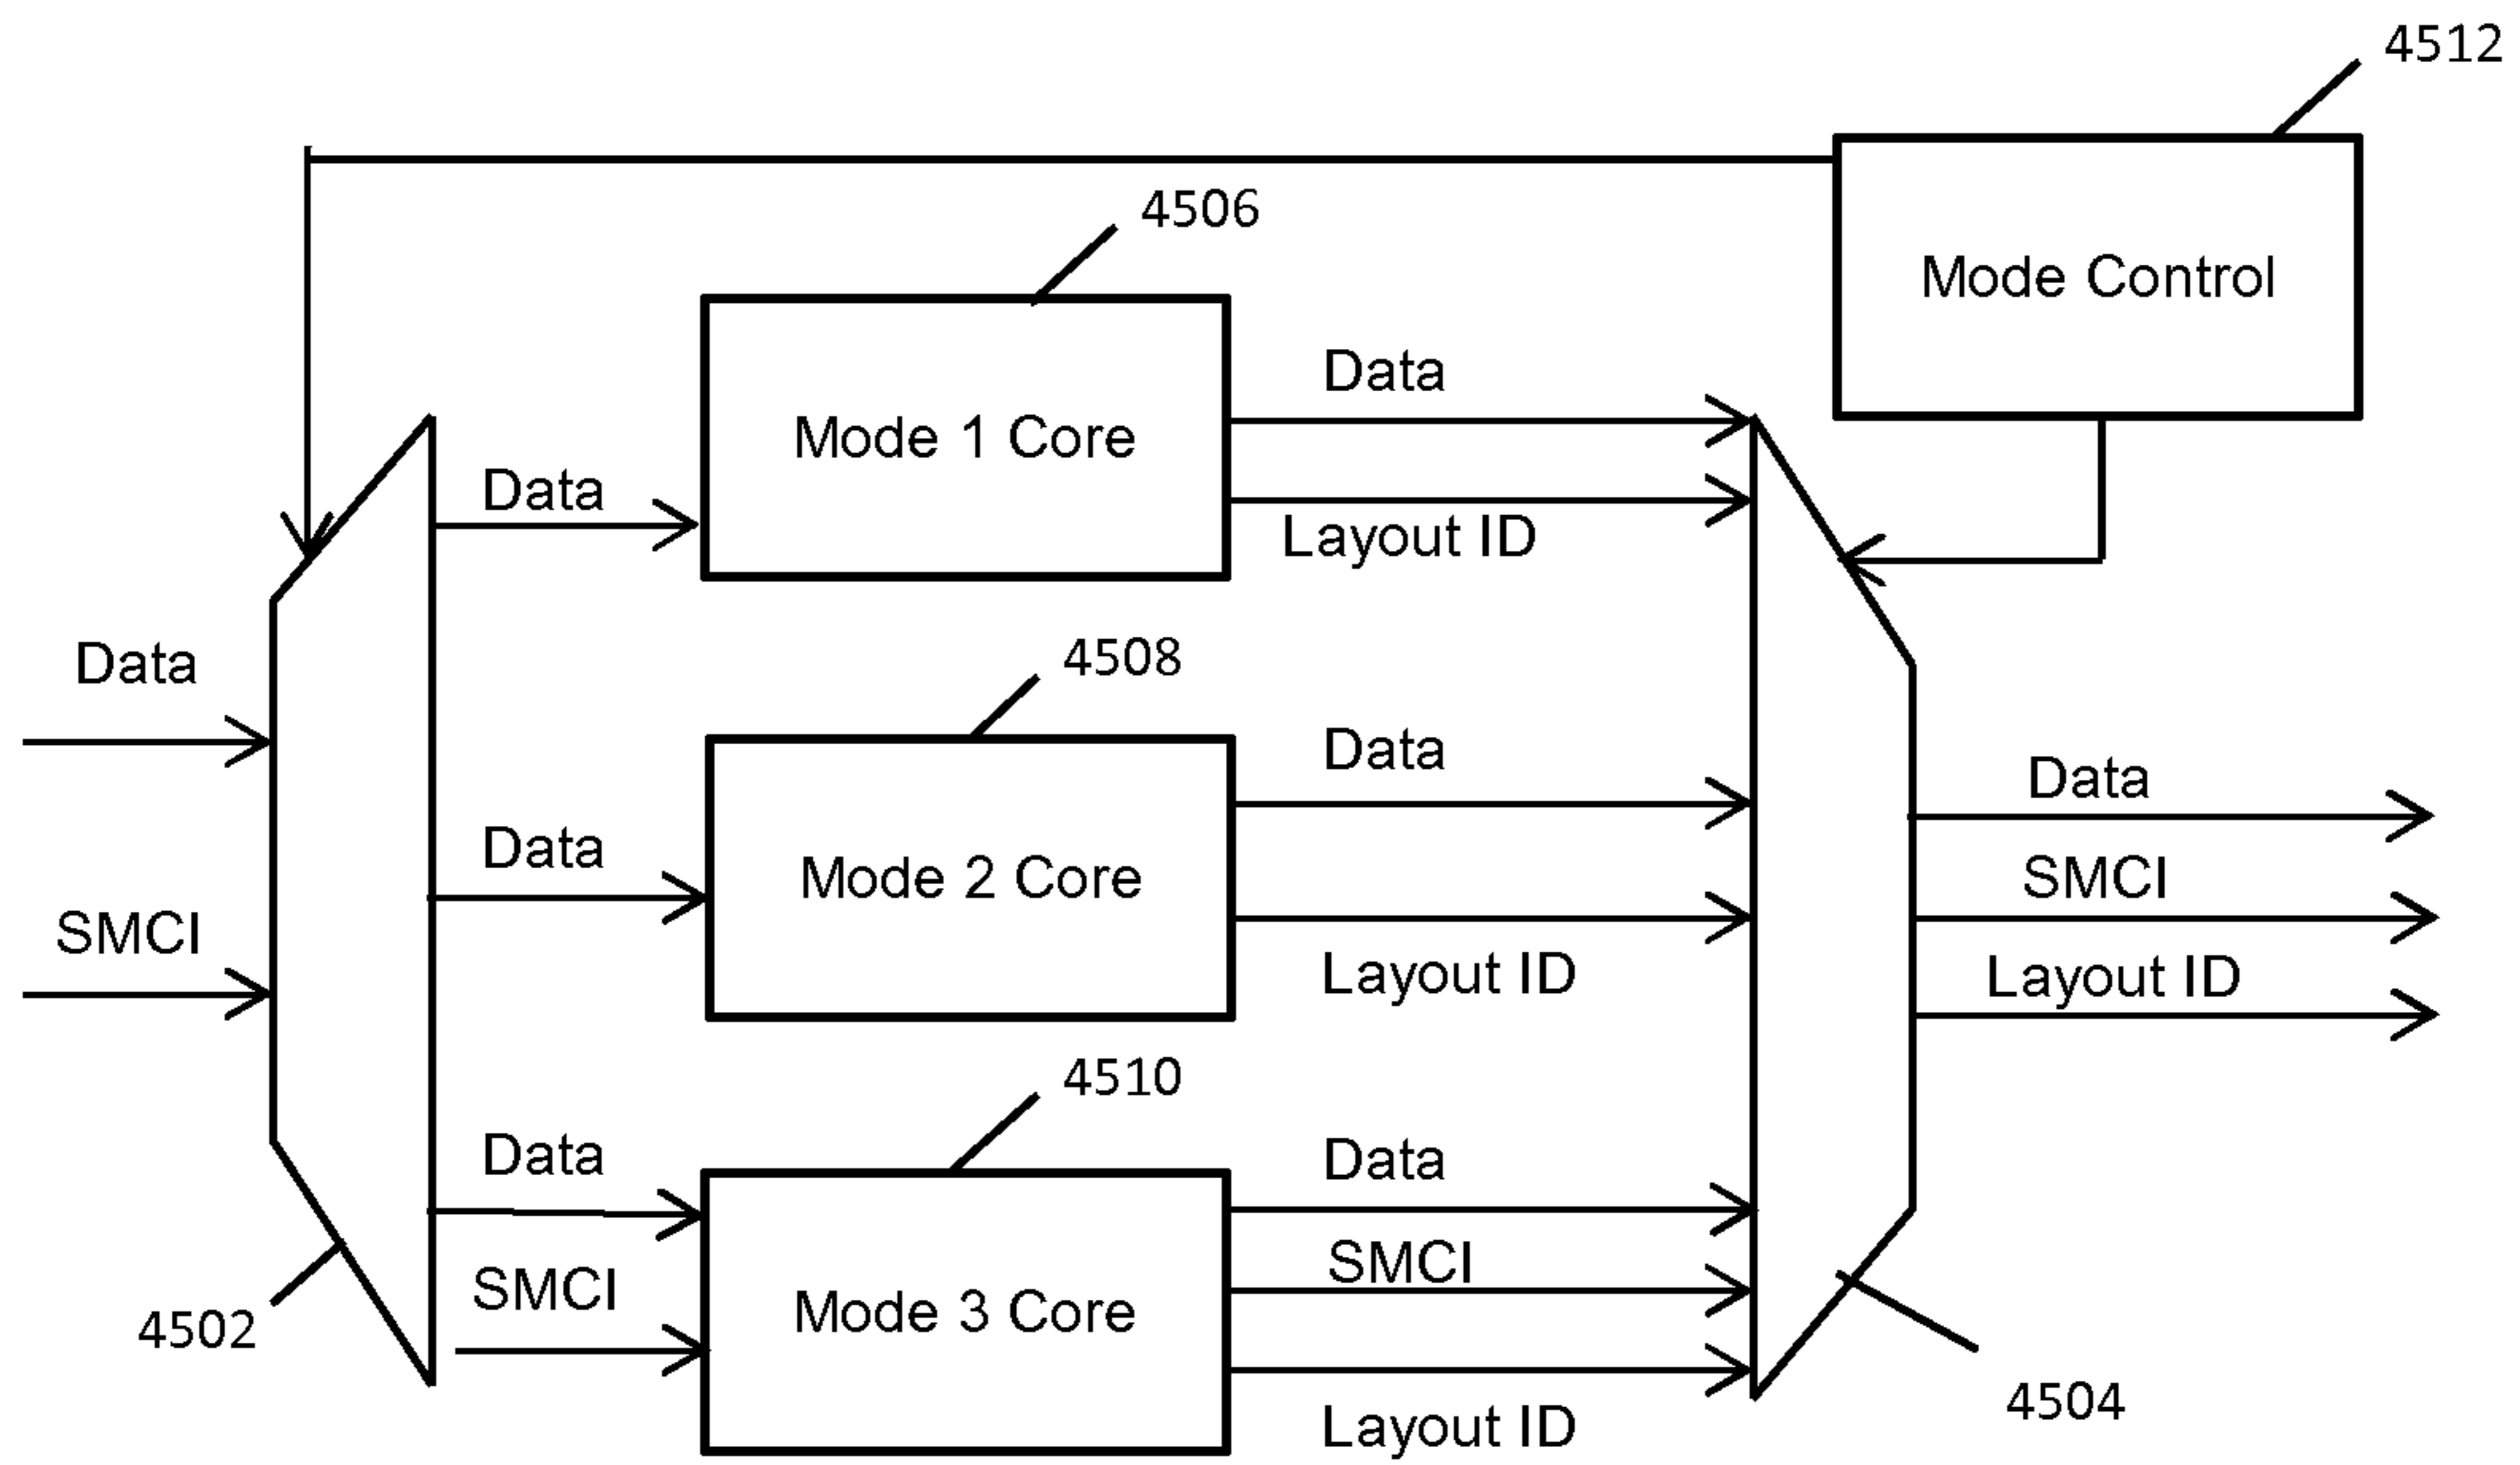 4512
Mode Control
4506
Mode 1 Core
Data
Data
Layout ID
Data
SMCI
4508
Data
Mode 2 Core
Data
Layout ID
4510
Data
SMCI
Mode 3 Core
Data
SMCI
Layout ID
Data
SMCI
Layout ID
4502
4504